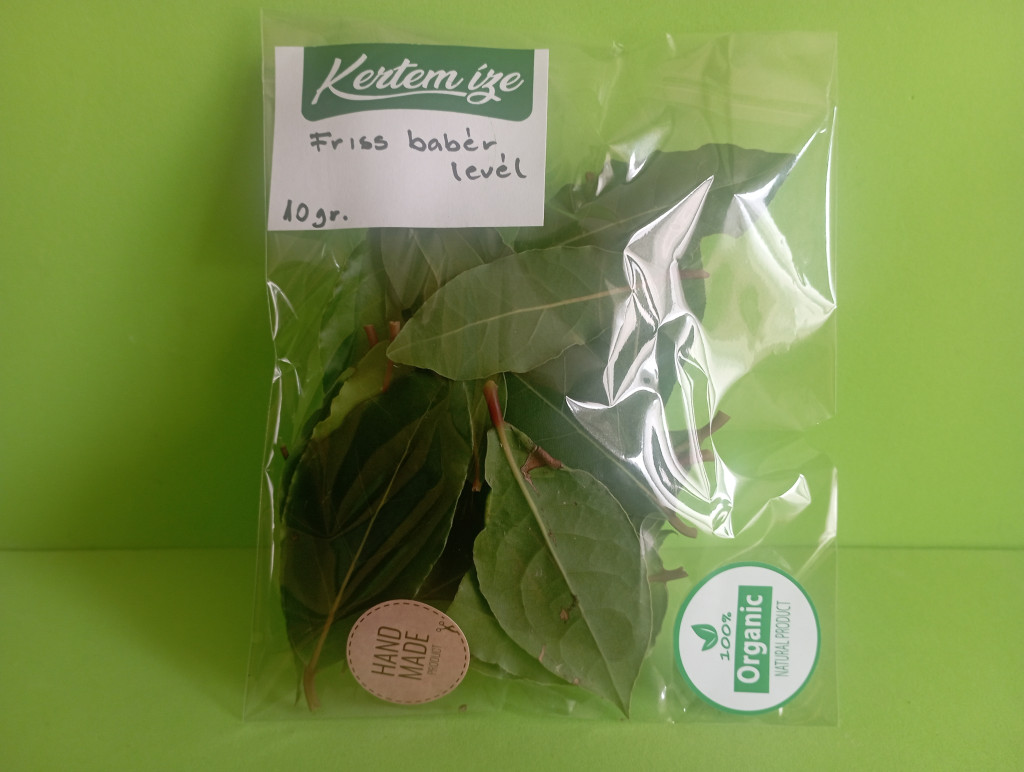 Kertem íze
Friss babér
levél
10gr.
HAND
MADE
PRODUCT
100%
Organic
NATURAL PRODUCT